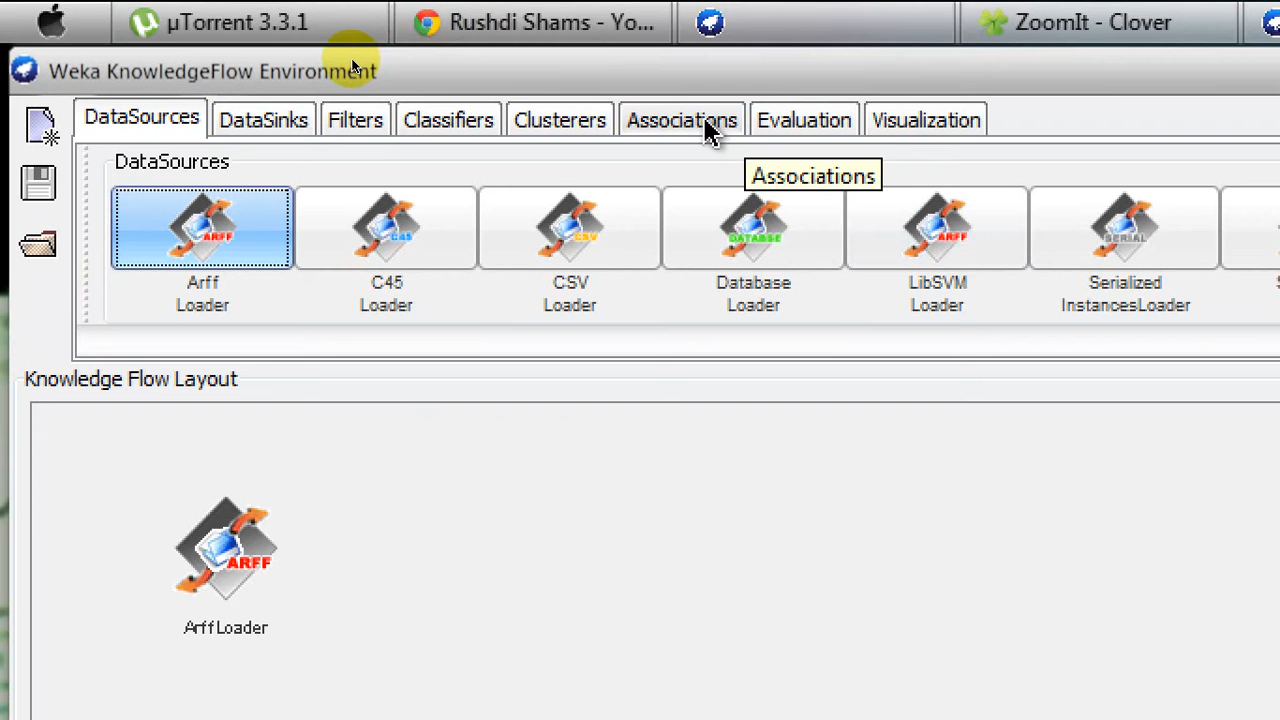 µTorrent 3.3.1
Rushdi Shams - Yo...
ZoomIt - Clover
Weka KnowledgeFlow Environment
DataSources
DataSinks
Filters
Classifiers
Clusterers
Associations
Evaluation
Visualization
DataSources
Associations
ARFF
C45
CSV
DATABSE
ARFF
SERIAL
Arff
Loader
C45
Loader
CSV
Loader
Database
Loader
LibSVM
Loader
Serialized
InstancesLoader
Knowledge Flow Layout
ARFF
ArffLoader